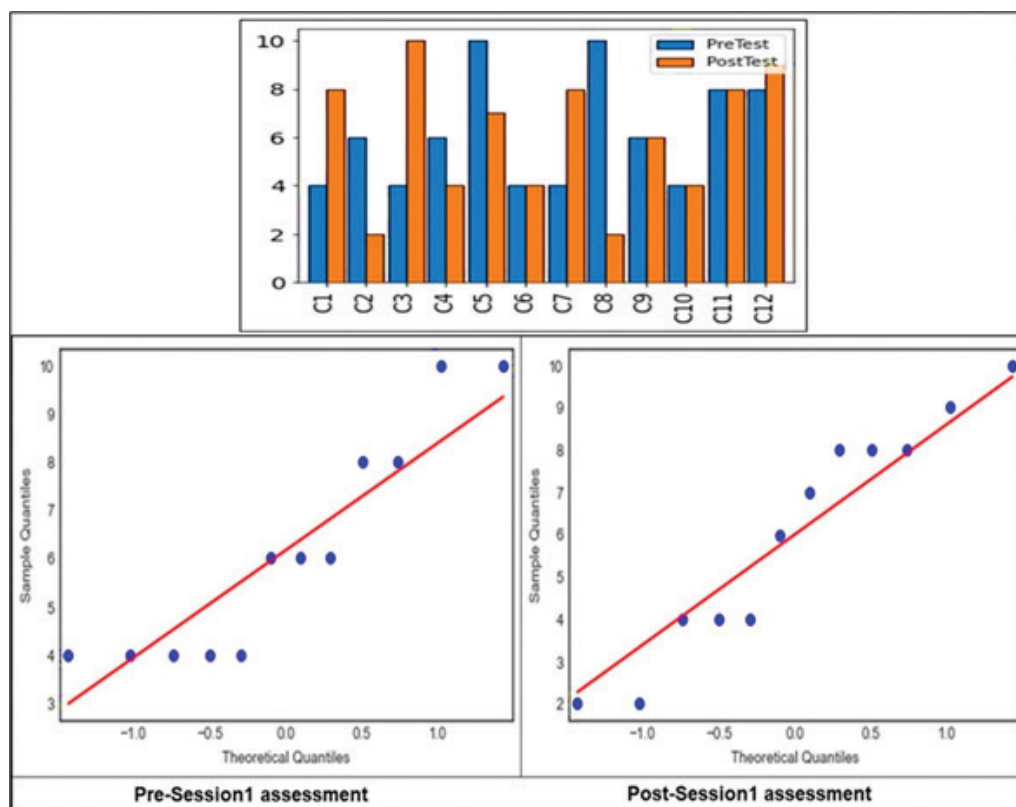 PreTest
PostTest
10
8
6
4
2
0
C1
C2
C3
C4
C5
C6
C7
C8
C9
C10
C11
C12
Sample Quantiles
10
9
8
7
6
5
4
3
−1.0
−0.5
0.0
0.5
1.0
Theoretical Quantiles
Pre-Session1 assessment
Sample Quantiles
10
9
8
7
6
5
4
3
2
−1.0
−0.5
0.0
0.5
1.0
Theoretical Quantiles
Post-Session1 assessment